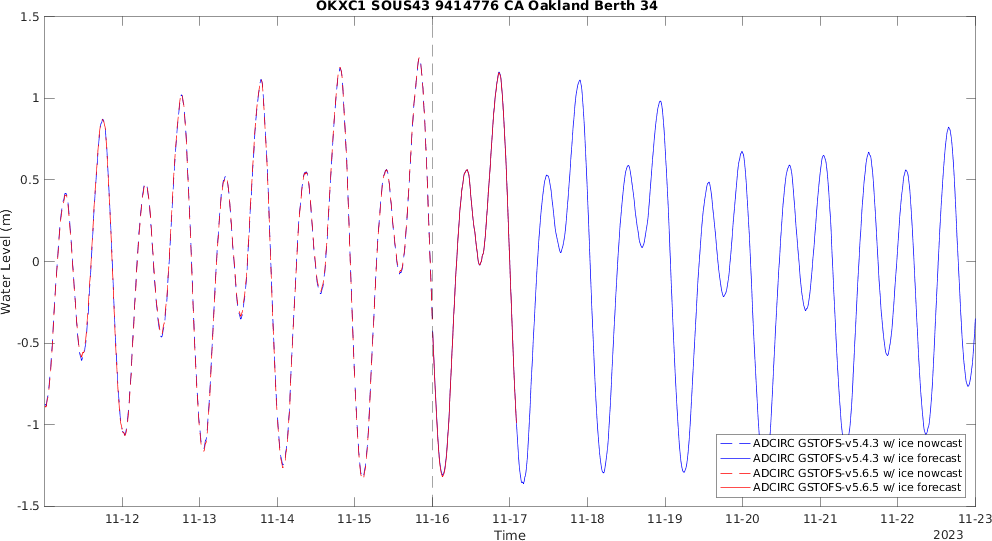 OKXC1 SOUS43 9414776 CA Oakland Berth 34
1.5
1
0.5
0
-0.5
-1
-1.5
Water Level (m)
ADCIRC GSTOFS-v5.4.3 w/ ice nowcast
ADCIRC GSTOFS-v5.4.3 w/ ice forecast
ADCIRC GSTOFS-v5.6.5 w/ ice nowcast
ADCIRC GSTOFS-v5.6.5 w/ ice forecast
11-12 11-13 11-14 11-15 11-16 11-17 11-18 11-19 11-20 11-21 11-22 11-23
Time
2023